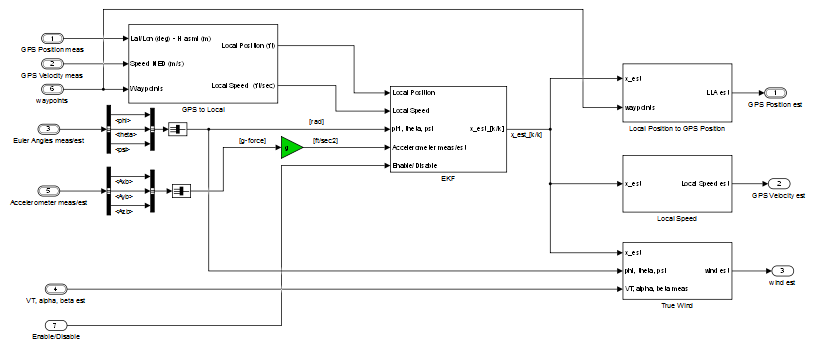 1
GPS Position meas
2
GPS Velocity meas
6
waypoints
Lat/Lon (deg) - H asml (m)
Speed NED (m/s)
Waypoints
Local Position (ft)
Local Speed (ft/sec)
GPS to Local
3
Euler Angles meas/est
<phi>
<theta>
<psi>
5
Accelerometer meas/est
<Axb>
<Ayb>
<Azb>
[rad]
[g-force]
g
[ft/sec2]
Local Position
Local Speed
phi, theta, psi
Accelerometer meas/est
Enable/Disable
x_est_[k/k]
EKF
x_est_[k/k]
x_est
waypoints
LLA est
Local Position to GPS Position
1
GPS Position est
x_est
Local Speed est
Local Speed
2
GPS Velocity est
x_est
phi, theta, psi
VT, alpha, beta meas
wind est
True Wind
3
wind est
4
VT, alpha, beta est
7
Enable/Disable